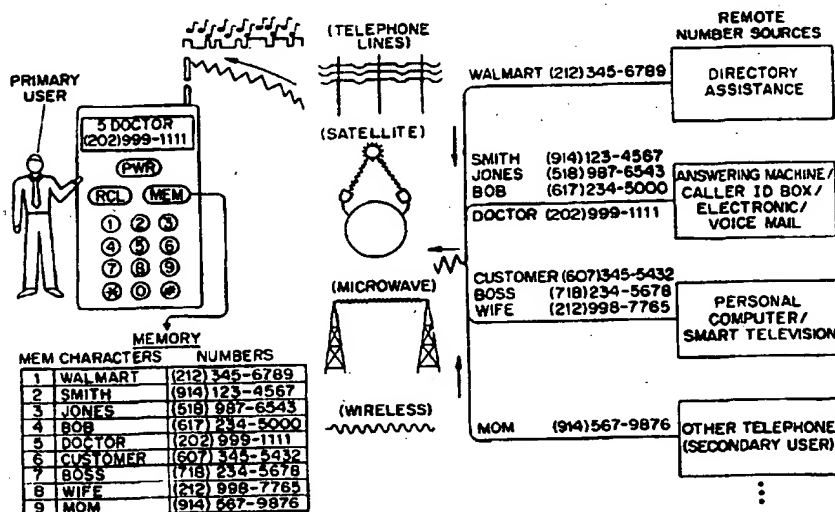 PRIMARY
USER
5 DOCTOR
(202)999-1111
PWR
RCL MEM
1 2 3
4 5 6
7 8 9
* 0 #
MEMORY
MEM CHARACTERS NUMBERS
1 WALMART (212)345-6789
2 SMITH (914)123-4567
3 JONES (518) 987-6543
4 BOB (617) 234-5000
5 DOCTOR (202)999-1111
6 CUSTOMER (607)345-5432
7 BOSS (718) 234-5678
8 WIFE (212) 998-7765
9 MOM (914) 567-9876
(TELEPHONE
LINES)
(SATELLITE)
(MICROWAVE)
(WIRELESS)
REMOTE
NUMBER SOURCES
WALMART (212)345-6789
DIRECTORY
ASSISTANCE
SMITH (914)123-4567
JONES (518)987-6543
BOB (617)234-5000
DOCTOR (202)999-1111
ANSWERING MACHINE/
CALLER ID BOX/
ELECTRONIC/
VOICE MAIL
CUSTOMER (607)345-5432
BOSS (718)234-5678
WIFE (212)998-7765
PERSONAL
COMPUTER/
SMART TELEVISION
MOM (914)567-9876
OTHER TELEPHONE
(SECONDARY USER)